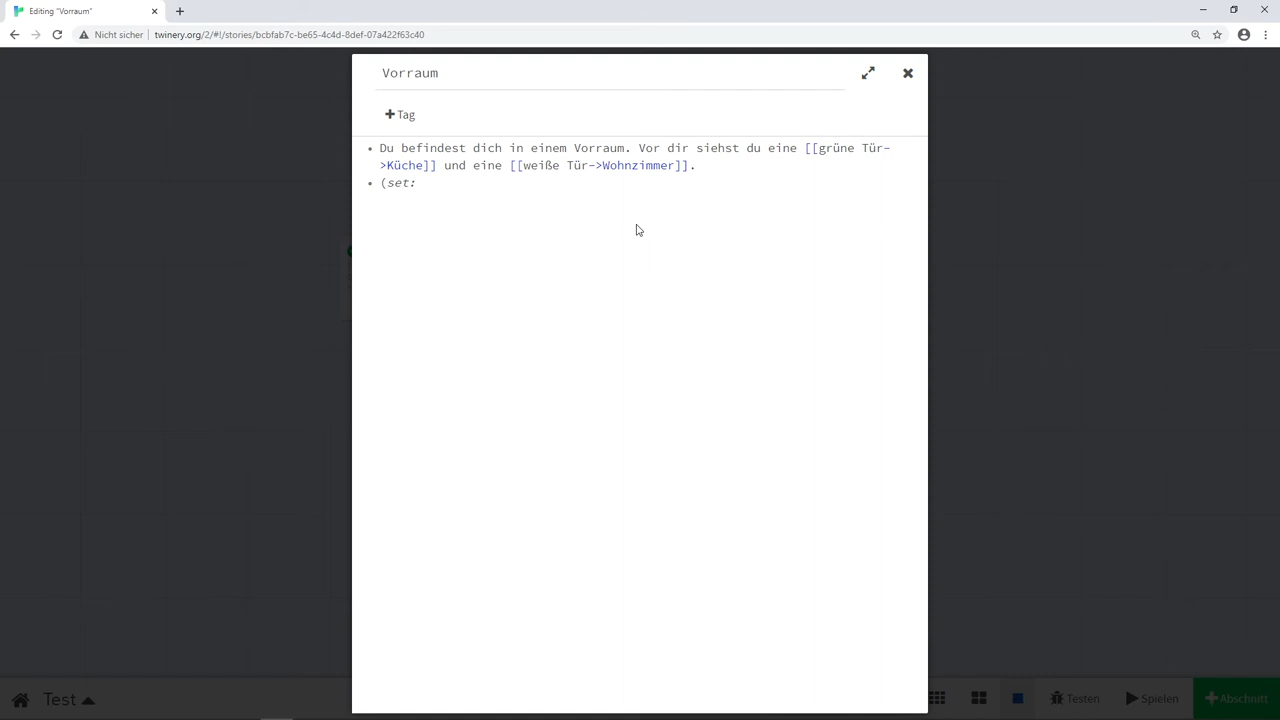 Editing "Vorraum"
Nicht sicher
twinery.org/2/#!/stories/bcbfab7c-be65-4c4d-8def-07a422f63c40
Vorraum
Tag
Du befindest dich in einem Vorraum. Vor dir siehst du eine [[grüne Tür-
>Küche]] und eine [[weiße Tür->Wohnzimmer]].
(set:
Test
Testen
Spielen
Abschnitt